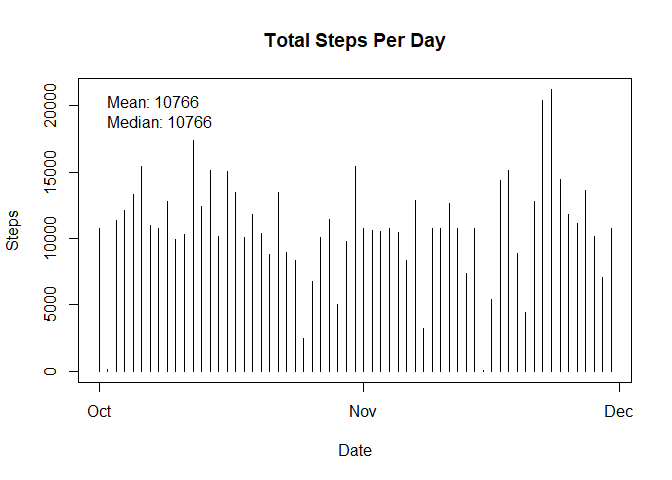 Total Steps Per Day
Mean: 10766
Median: 10766
Steps
20000
15000
10000
5000
0
Oct
Nov
Dec
Date